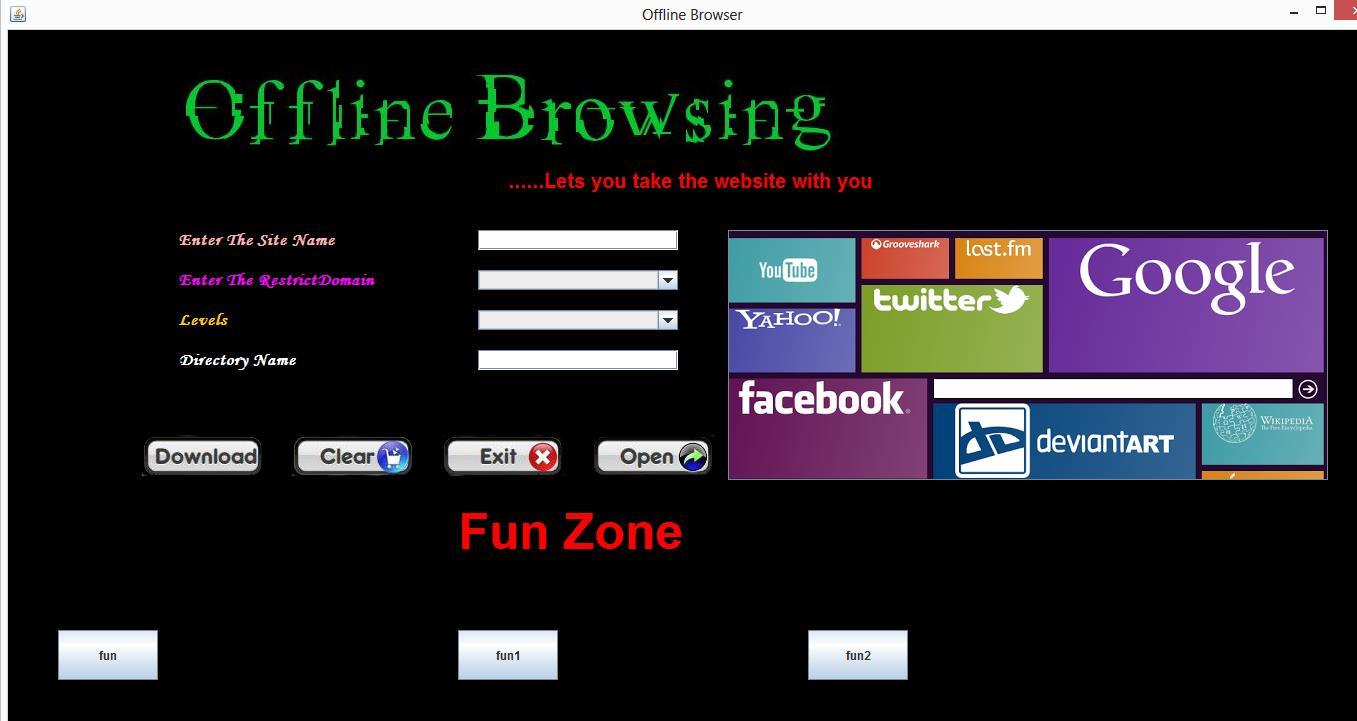 Offline Browser
Offline Browsing
......Lets you take the website with you
Enter The Site Name
Enter The RestrictDomain
Levels
Directory Name
YouTube
Grooveshark
last.fm
Google
YAHOO!
twitter
facebook
deviantART
WIKIPEDIA
The Free Encyclopedia
Download
Clear
Exit
Open
Fun Zone
fun
fun1
fun2